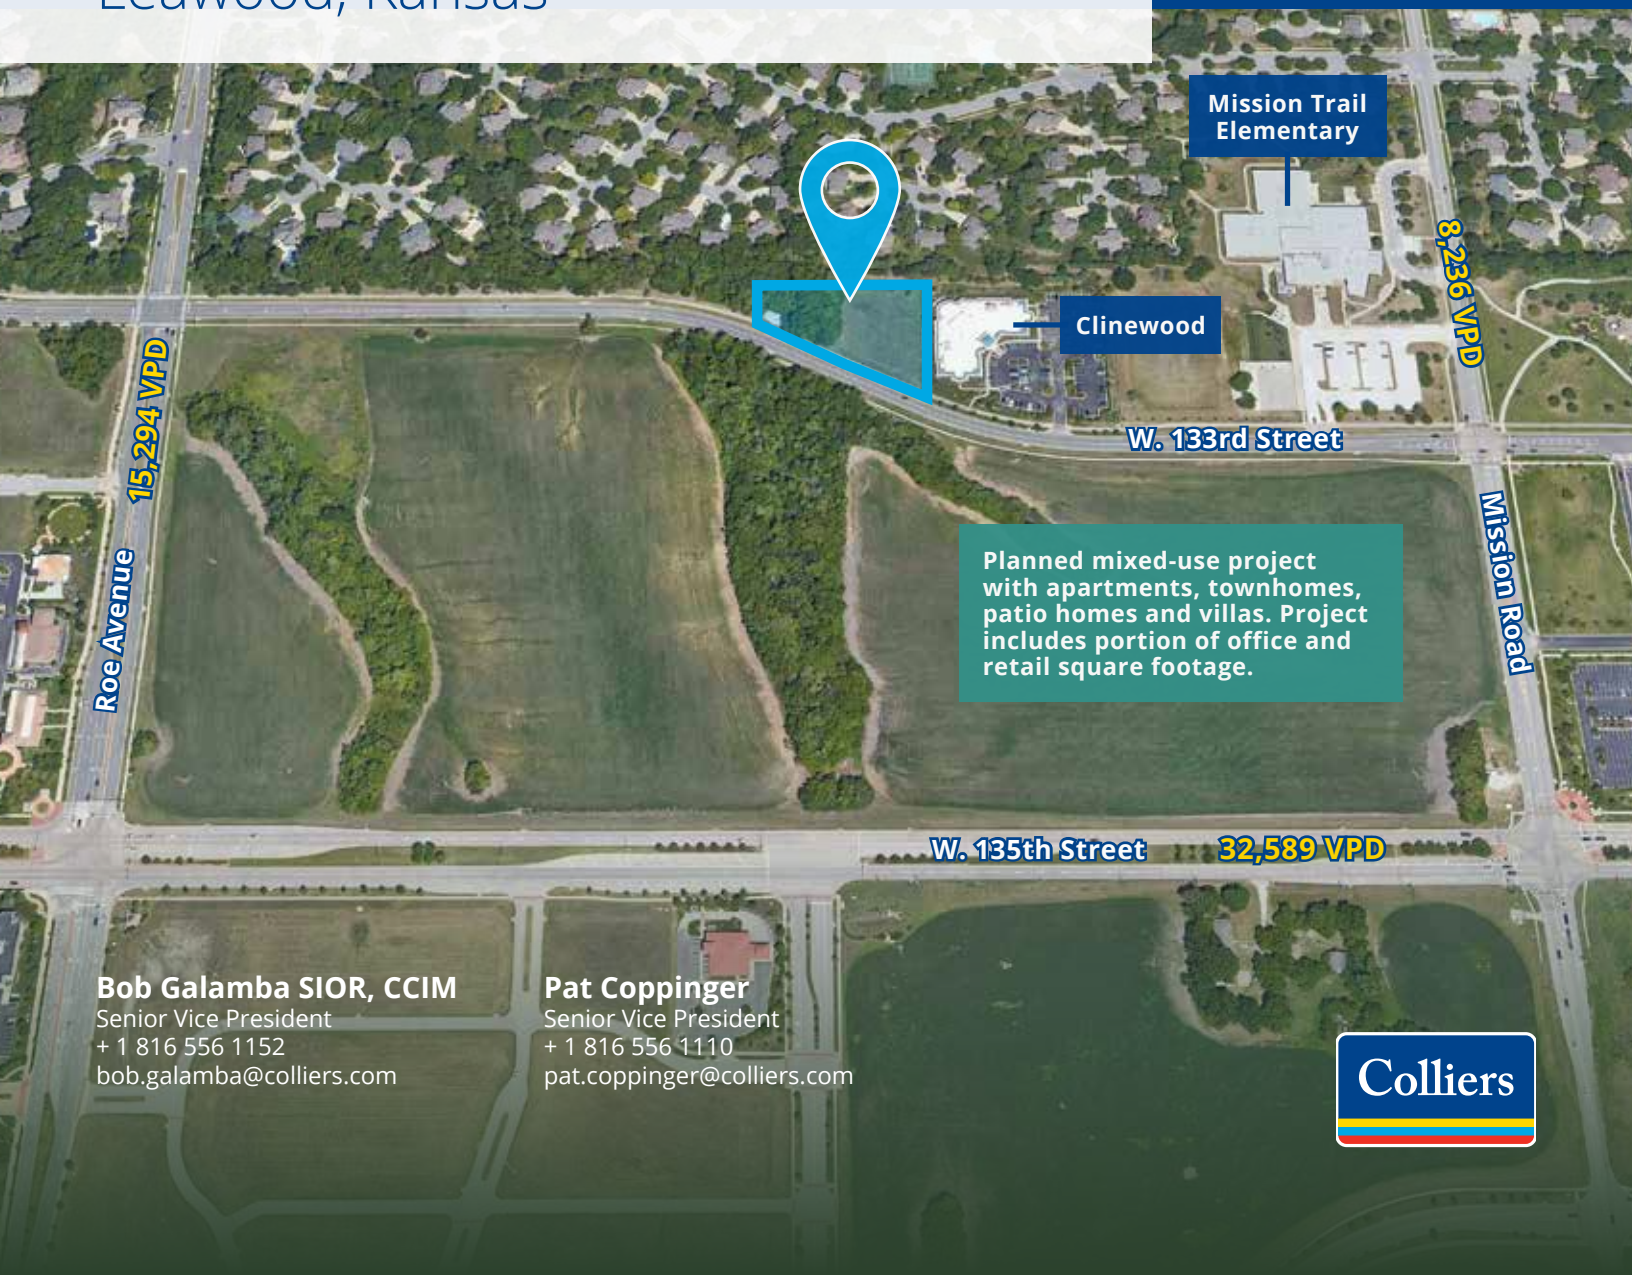 Leawood, Kansas
Mission Trail
Elementary
8,236 VPD
Clinewood
15,294 VPD
W. 133rd Street
Mission Road
Planned mixed-use project
with apartments, townhomes,
patio homes and villas. Project
includes portion of office and
retail square footage.
Roe Avenue
W. 135th Street
32,589 VPD
Bob Galamba SIOR, CCIM
Senior Vice President
+ 1 816 556 1152
bob.galamba@colliers.com
Pat Coppinger
Senior Vice President
+ 1 816 556 1110
pat.coppinger@colliers.com
Colliers